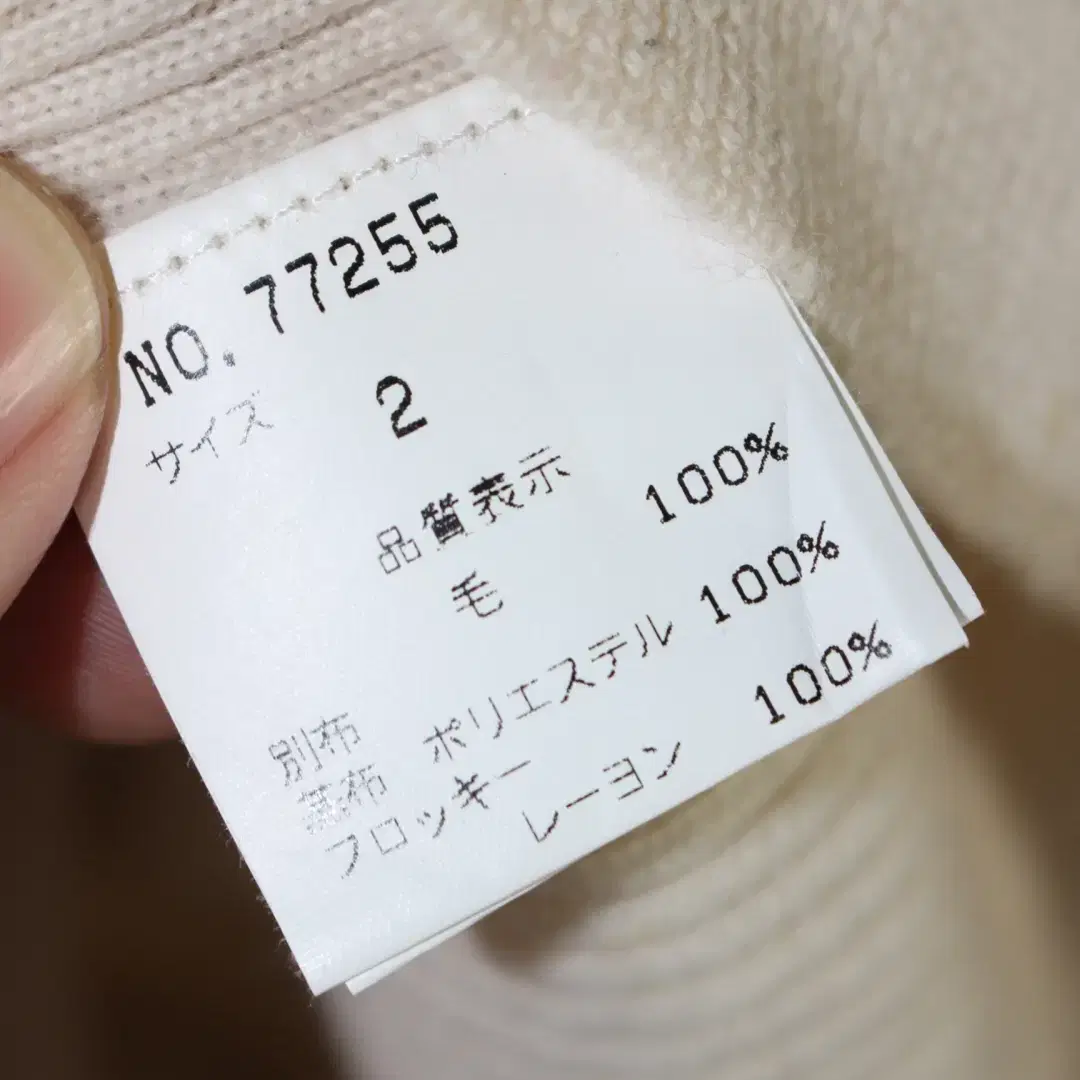 NO. 77255
サイズ 2
品質表示
毛 100%
別布
基布 ポリエステル 100%
フロッキー
レーヨン 100%